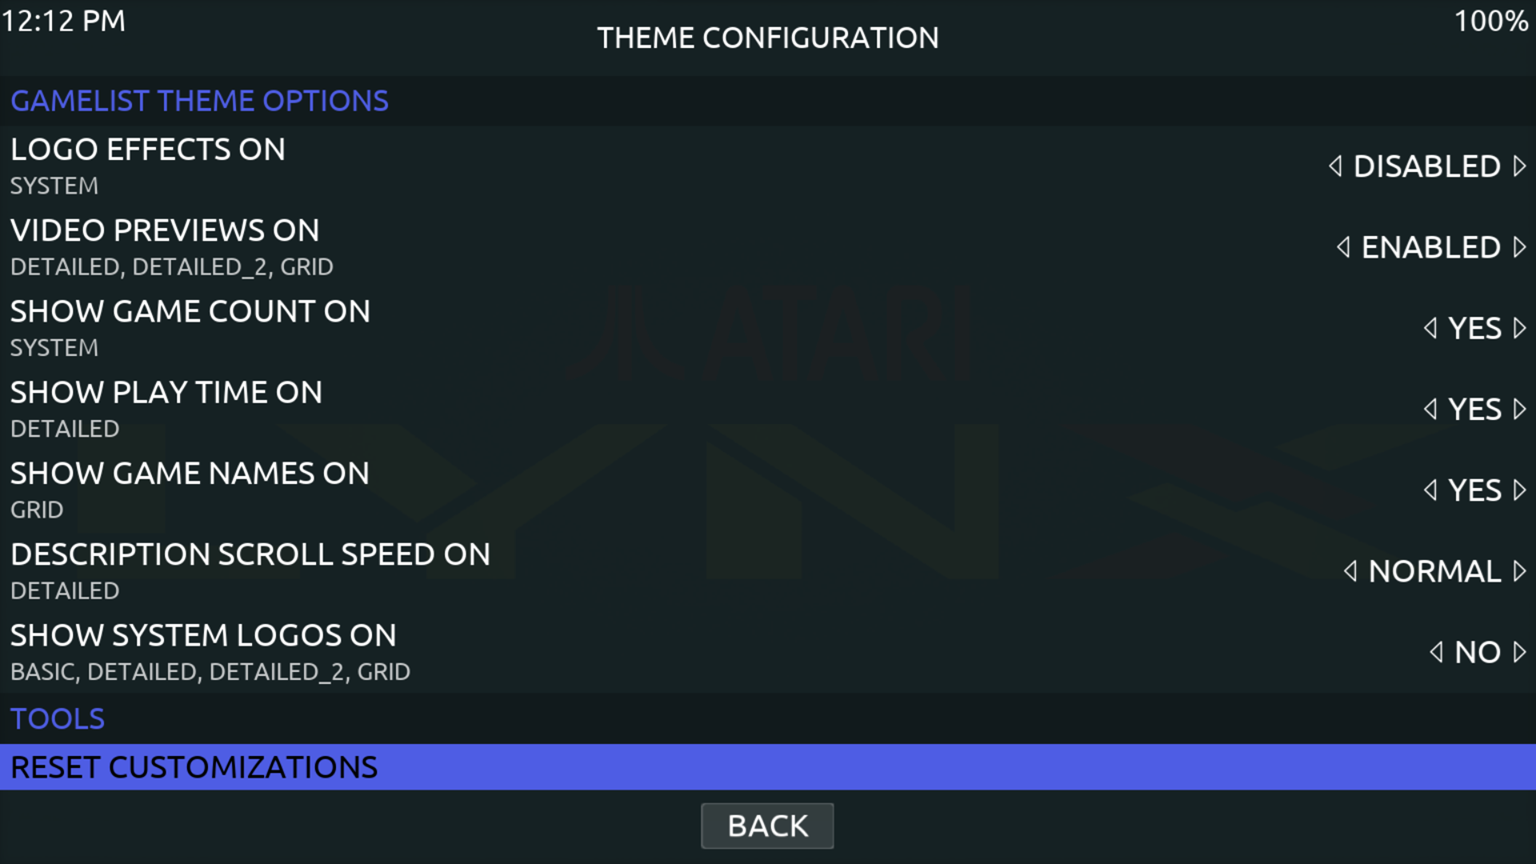 12:12 PM
100%
THEME CONFIGURATION
GAMELIST THEME OPTIONS
LOGO EFFECTS ON
SYSTEM
DISABLED
VIDEO PREVIEWS ON
DETAILED, DETAILED_2, GRID
ENABLED
SHOW GAME COUNT ON
SYSTEM
YES
ATARI
SHOW PLAY TIME ON
DETAILED
YES
LYNX
SHOW GAME NAMES ON
GRID
YES
DESCRIPTION SCROLL SPEED ON
DETAILED
NORMAL
SHOW SYSTEM LOGOS ON
BASIC, DETAILED, DETAILED_2, GRID
NO
TOOLS
RESET CUSTOMIZATIONS
BACK